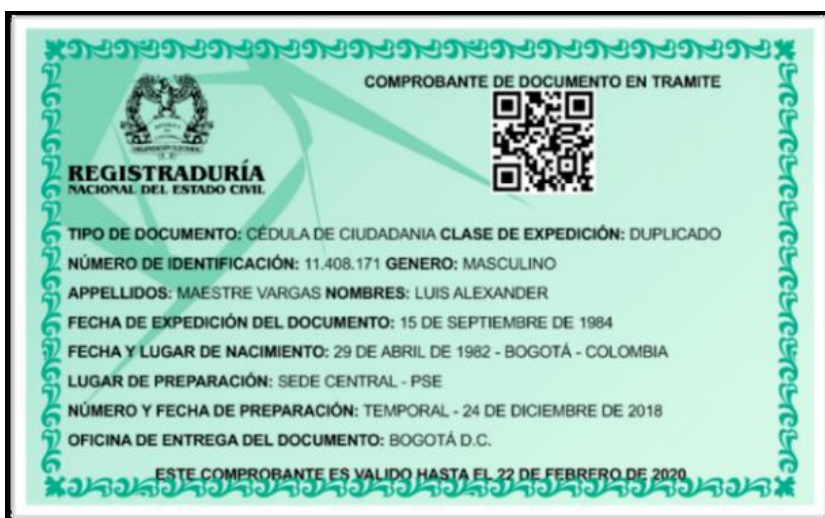 COMPROBANTE DE DOCUMENTO EN TRAMITE
REGISTRADURÍA
NACIONAL DEL ESTADO CIVIL
TIPO DE DOCUMENTO: CÉDULA DE CIUDADANIA CLASE DE EXPEDICIÓN: DUPLICADO
NÚMERO DE IDENTIFICACIÓN: 11.408.171 GENERO: MASCULINO
APPELLIDOS: MAESTRE VARGAS NOMBRES: LUIS ALEXANDER
FECHA DE EXPEDICIÓN DEL DOCUMENTO: 15 DE SEPTIEMBRE DE 1984
FECHA Y LUGAR DE NACIMIENTO: 29 DE ABRIL DE 1982 - BOGOTÁ - COLOMBIA
LUGAR DE PREPARACIÓN: SEDE CENTRAL - PSE
NÚMERO Y FECHA DE PREPARACIÓN: TEMPORAL - 24 DE DICIEMBRE DE 2018
OFICINA DE ENTREGA DEL DOCUMENTO: BOGOTÁ D.C.
ESTE COMPROBANTE ES VALIDO HASTA EL 22 DE FEBRERO DE 2020